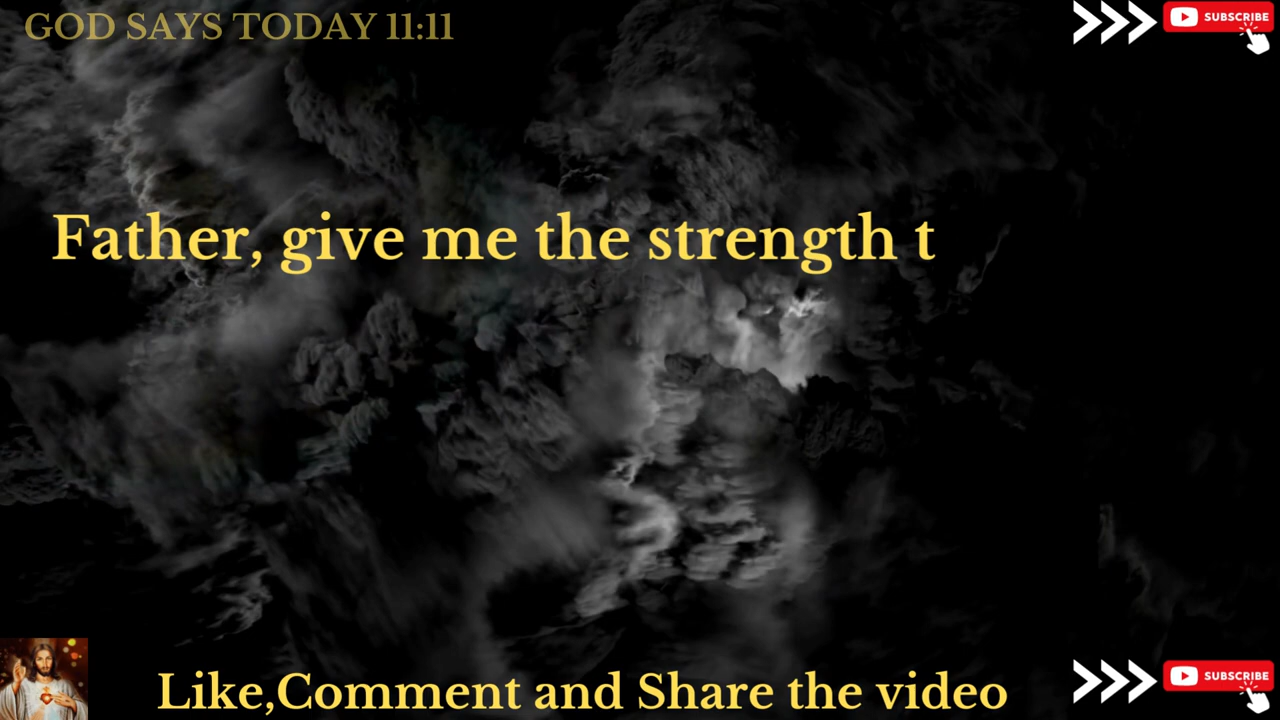 GOD SAYS TODAY 11:11
SUBSCRIBE
Father, give me the strength t
Like,Comment and Share the video
SUBSCRIBE